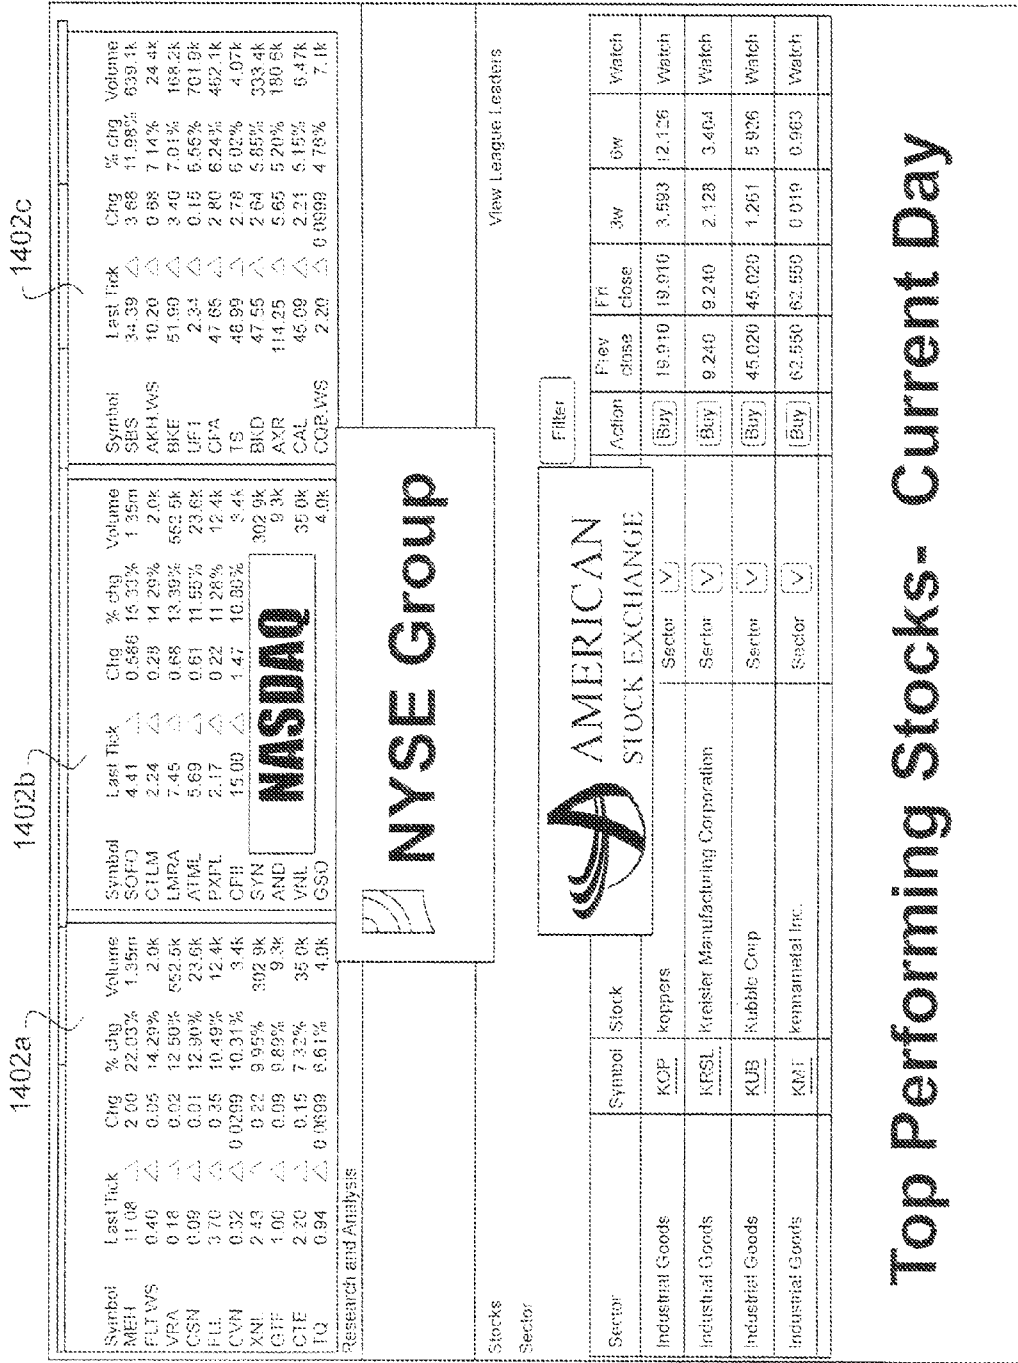 1402a
1402b
1402c
Symbol Last Tick Chg % chg Volume
MEH 11.08 △ 2.00 22.03% 1.35m
FLT.WS 0.40 △ 0.05 14.29% 2.0k
VRA 0.18 △ 0.02 12.50% 552.5k
CSN 0.09 △ 0.01 12.90% 23.6k
FLL 3.70 △ 0.35 10.49% 12.4k
CVN 0.32 △ 0.0299 10.31% 3.4k
XNL 2.43 △ 0.22 9.95% 302.9k
GTF 1.00 △ 0.09 9.89% 9.3k
CTE 2.20 △ 0.15 7.32% 35.0k
TQ 0.94 △ 0.0699 6.61% 4.0k
Symbol Last Tick Chg % chg Volume
SOFO 4.41 △ 0.586 15.33% 1.35m
CTLM 2.24 △ 0.28 14.29% 2.0k
LMRA 7.45 △ 0.68 13.39% 552.5k
ATML 5.69 △ 0.61 11.55% 23.6k
PXPL 2.17 △ 0.22 11.28% 12.4k
15.00 △ 1.47 10.86% 3.4k
SYN 302.9k
AND 9.3k
VNL 35.0k
GSO 4.0k
NASDAQ
Symbol Last Tick Chg % chg Volume
SBS 34.39 △ 3.68 11.98% 639.1k
AKH.WS 10.20 △ 0.68 7.14% 24.4k
BKE 51.90 △ 3.40 7.01% 168.2k
2.34 △ 0.15 6.55% 701.9k
CPA 47.65 △ 2.80 6.24% 462.1k
TS 48.99 △ 2.78 6.02% 4.07k
BKD 47.55 △ 2.64 5.85% 333.4k
AXR 114.25 △ 5.65 5.20% 180.6k
CAL 45.09 △ 2.21 5.15% 6.47k
COB.WS 2.20 △ 0.0999 4.76% 7.1k
Research and Analysis
NYSE Group
Stocks View League Leaders
Sector
AMERICAN
STOCK EXCHANGE
Filter
Sector Symbol Stock Action Prev close Fri close 3w 6w Watch
Industrial Goods KOP koppers Sector Buy 19.910 19.910 3.593 12.126 Watch
Industrial Goods KRSL Kreisler Manufacturing Corporation Sector Buy 9.240 9.240 2.128 3.404 Watch
Industrial Goods KUB Kubble Corp Sector Buy 45.020 45.020 1.261 5.926 Watch
Industrial Goods KMT kennametal Inc. Sector Buy 62.550 62.550 0.019 0.963 Watch
Top Performing Stocks- Current Day